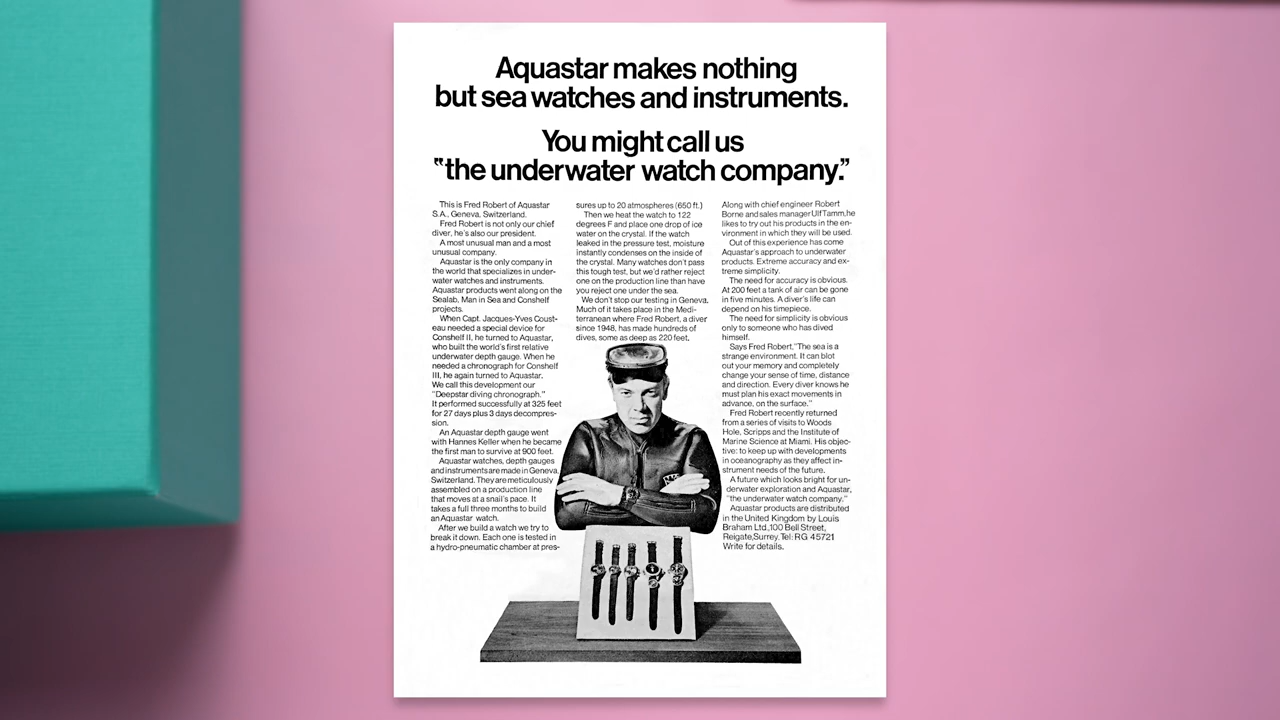 Aquastar makes nothing
but sea watches and instruments.
You might call us
"the underwater watch company."
This is Fred Robert of Aquastar
S.A., Geneva, Switzerland.
Fred Robert is not only our chief
diver, he's also our president.
A most unusual man and a most
unusual company.
Aquastar is the only company in
the world that specializes in under-
water watches and instruments.
Aquastar products went along on the
Sealab, Man in Sea and Conshelf
projects.
When Capt. Jacques-Yves Coust-
eau needed a special device for
Conshelf II, he turned to Aquastar,
who built the world's first relative
underwater depth gauge. When he
needed a chronograph for Conshelf
III, he again turned to Aquastar.
We call this development our
"Deepstar diving chronograph."
It performed successfully at 325 feet
for 27 days plus 3 days decompres-
sion.
An Aquastar depth gauge went
with Hannes Keller when he became
the first man to survive at 900 feet.
Aquastar watches, depth gauges
and instruments are made in Geneva,
Switzerland. They are meticulously
assembled on a production line
that moves at a snail's pace. It
takes a full three months to build
an Aquastar watch.
After we build a watch we try to
break it down. Each one is tested in
a hydro-pneumatic chamber at pres-
sures up to 20 atmospheres (650 ft.)
Then we heat the watch to 122
degrees F and place one drop of ice
water on the crystal. If the watch
leaked in the pressure test, moisture
instantly condenses on the inside of
the crystal. Many watches don't pass
this tough test, but we'd rather reject
one on the production line than have
you reject one under the sea.
We don't stop our testing in Geneva.
Much of it takes place in the Medi-
terranean where Fred Robert, a diver
since 1948, has made hundreds of
dives, some as deep as 220 feet.
Along with chief engineer Robert
Borne and sales manager Ulf Tamm, he
likes to try out his products in the en-
vironment in which they will be used.
Out of this experience has come
Aquastar's approach to underwater
products. Extreme accuracy and ex-
treme simplicity.
The need for accuracy is obvious.
At 200 feet a tank of air can be gone
in five minutes. A diver's life can
depend on his timepiece.
The need for simplicity is obvious
only to someone who has dived
himself.
Says Fred Robert, "The sea is a
strange environment. It can blot
out your memory and completely
change your sense of time, distance
and direction. Every diver knows he
must plan his exact movements in
advance, on the surface."
Fred Robert recently returned
from a series of visits to Woods
Hole, Scripps and the Institute of
Marine Science at Miami. His objec-
tive: to keep up with developments
in oceanography as they affect in-
strument needs of the future.
A future which looks bright for un-
derwater exploration and Aquastar,
"the underwater watch company."
Aquastar products are distributed
in the United Kingdom by Louis
Braham Ltd., 100 Bell Street,
Reigate, Surrey. Tel: RG 45721
Write for details.